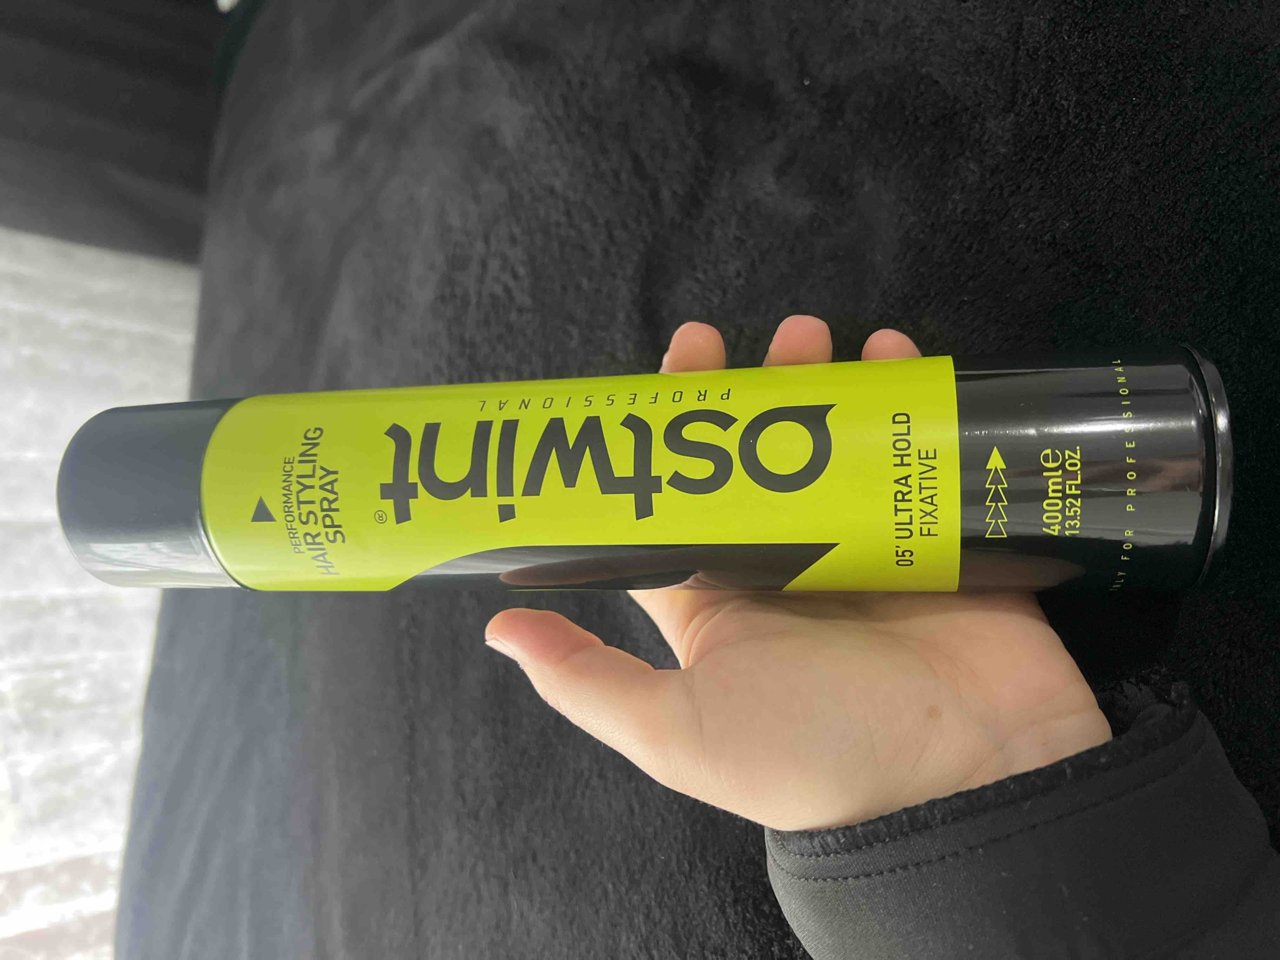 PERFORMANCE
HAIR STYLING
SPRAY
ostwint
®
PROFESSIONAL
05' ULTRA HOLD
FIXATIVE
400ml℮
13.52 FL.OZ.
FOR PROFESSIONAL